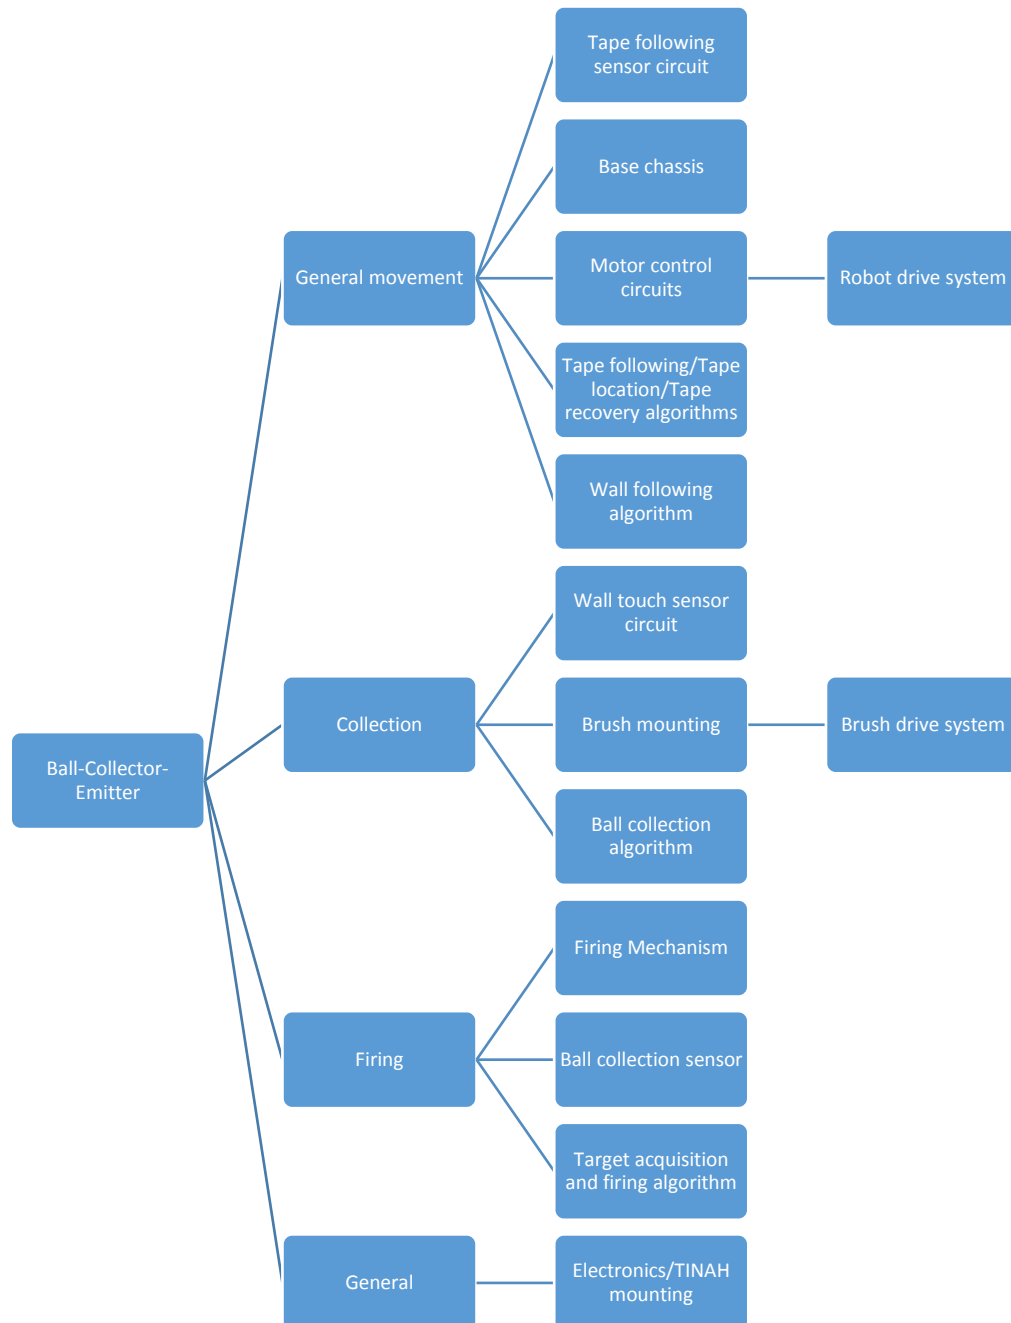 Tape following
sensor circuit
Base chassis
General movement
Motor control
circuits
Robot drive system
Tape following/Tape
location/Tape
recovery algorithms
Wall following
algorithm
Wall touch sensor
circuit
Collection
Brush mounting
Brush drive system
Ball-Collector-
Emitter
Ball collection
algorithm
Firing Mechanism
Firing
Ball collection sensor
Target acquisition
and firing algorithm
General
Electronics/TINAH
mounting